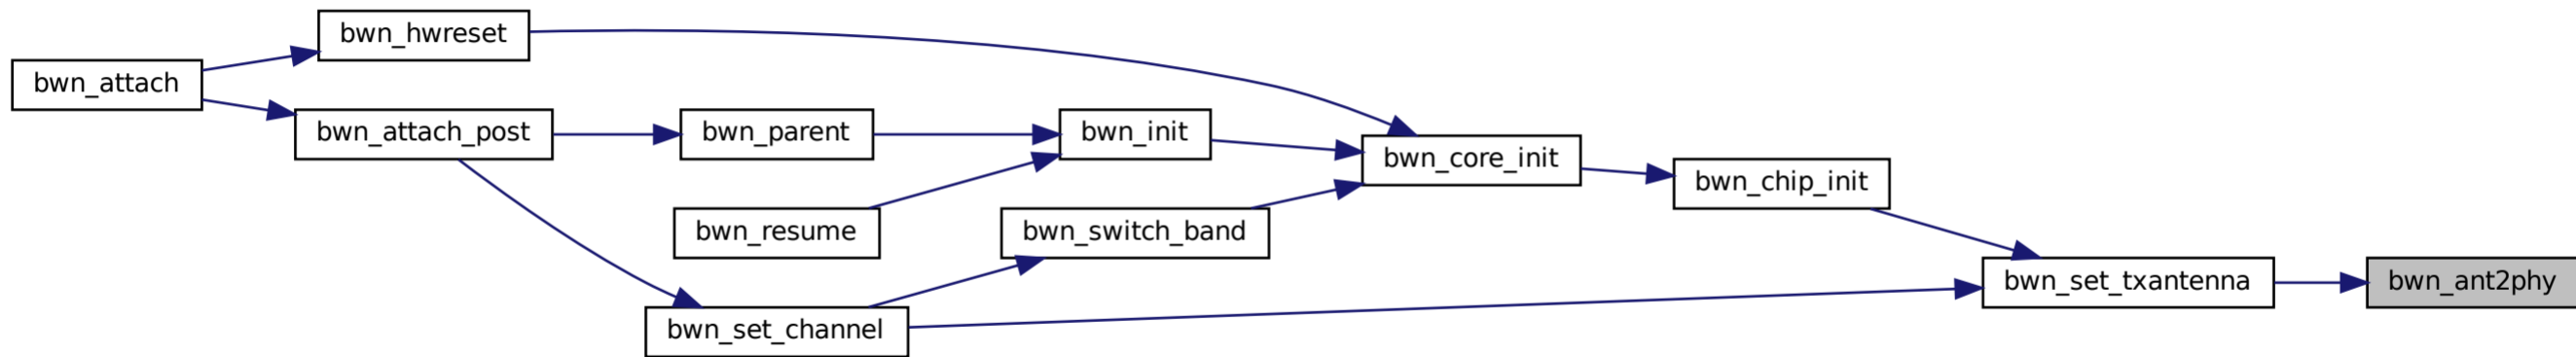 bwn_hwreset
bwn_attach
bwn_attach_post
bwn_parent
bwn_init
bwn_core_init
bwn_chip_init
bwn_resume
bwn_switch_band
bwn_set_txantenna
bwn_ant2phy
bwn_set_channel